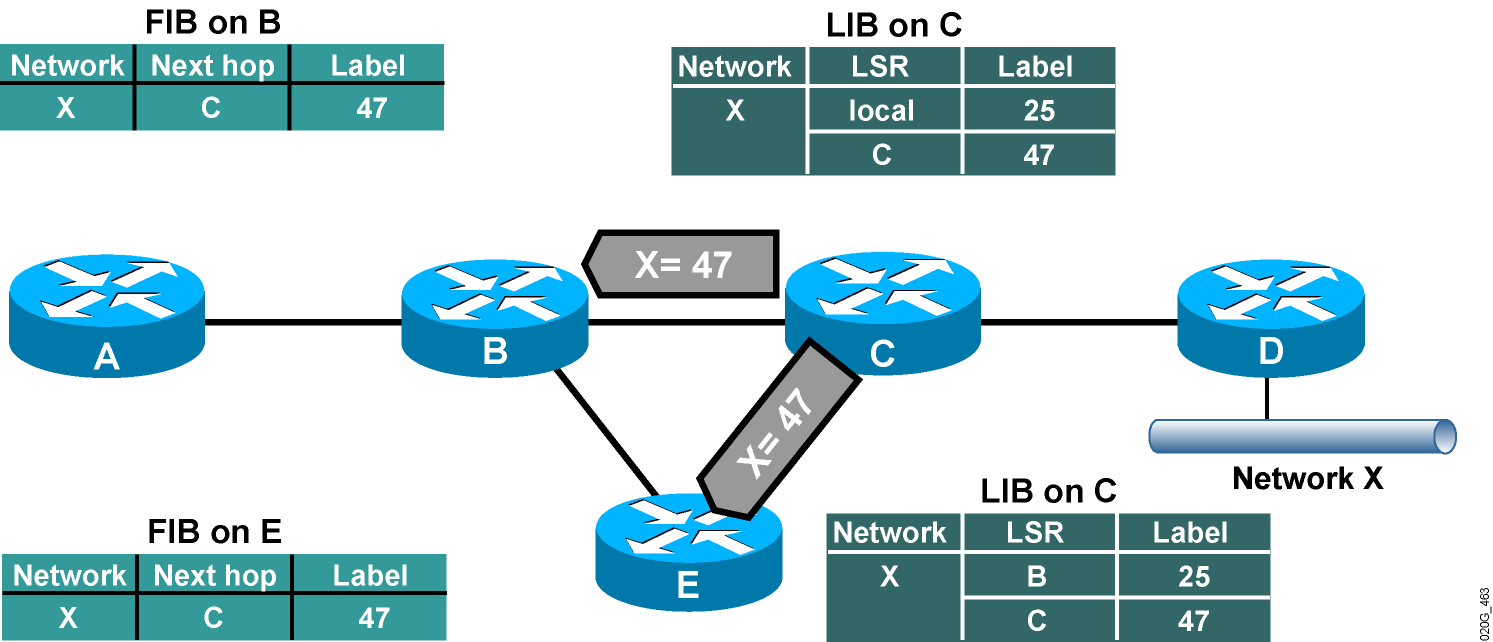 FIB on B
Network Next hop Label
X C 47
LIB on C
Network LSR Label
X local 25
C 47
X= 47
A
B
C
D
X= 47
Network X
E
FIB on E
Network Next hop Label
X C 47
LIB on C
Network LSR Label
X B 25
C 47
020G_463